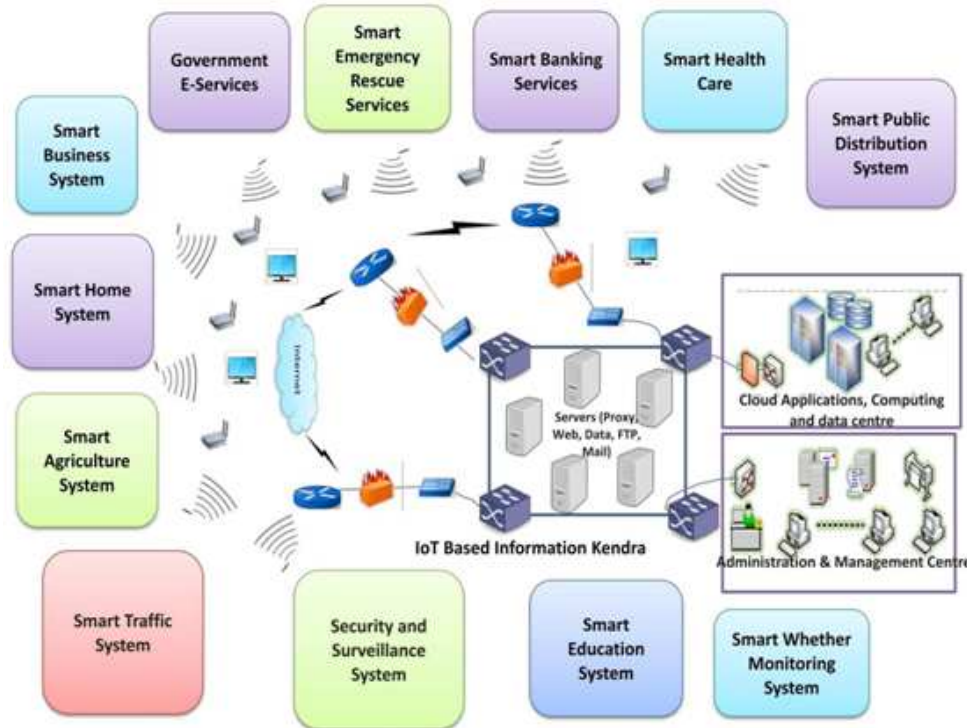 Government
E-Services
Smart
Emergency
Rescue
Services
Smart Banking
Services
Smart Health
Care
Smart Public
Distribution
System
Smart
Business
System
Smart Home
System
Smart
Agriculture
System
Internet
Servers (Proxy,
Web, Data, FTP,
Mail)
Cloud Applications, Computing
and data centre
IoT Based Information Kendra
Administration & Management Centre
Smart Traffic
System
Security and
Surveillance
System
Smart
Education
System
Smart Whether
Monitoring
System